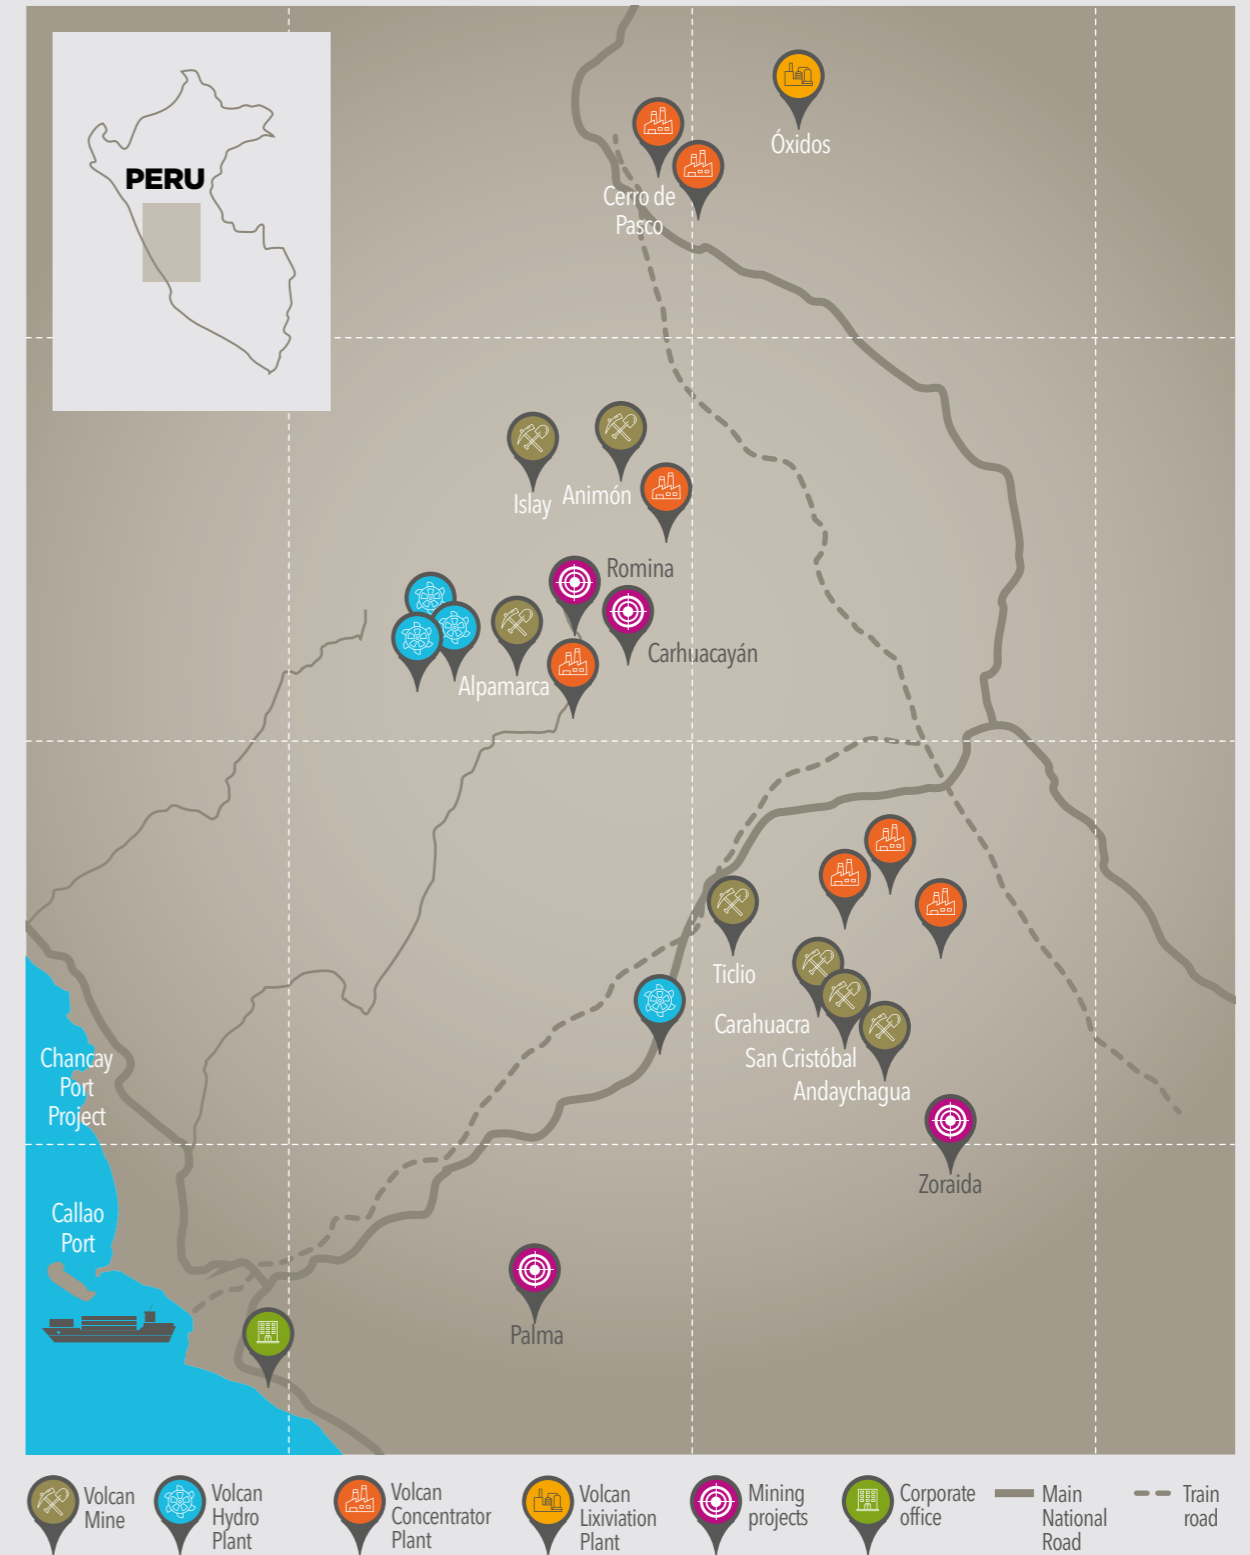 PERU
Óxidos
Cerro de
Pasco
Islay
Animón
Romina
Carhuacayán
Alpamarca
Ticlio
Carahuacra
San Cristóbal
Andaychagua
Zoraida
Chancay
Port
Project
Callao
Port
Palma
Volcan
Mine
Volcan
Hydro
Plant
Volcan
Concentrator
Plant
Volcan
Lixiviation
Plant
Mining
projects
Corporate
office
Main
National
Road
Train
road